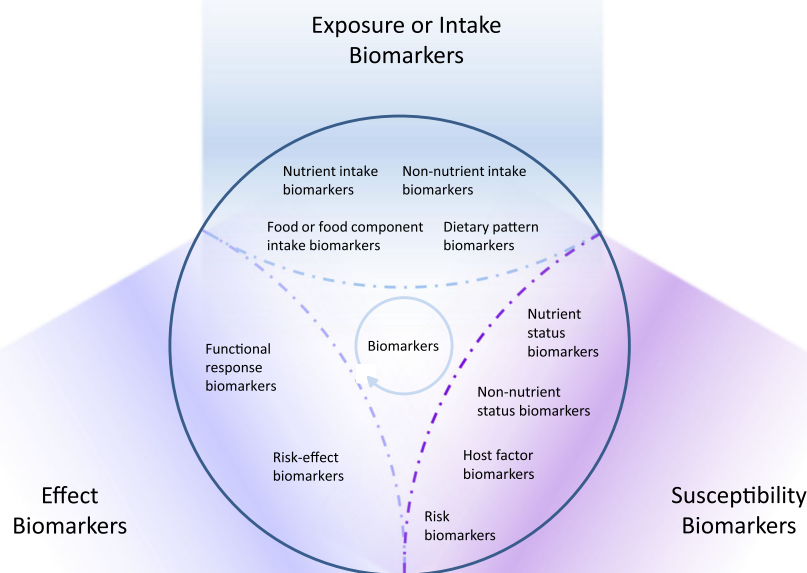 Exposure or Intake
Biomarkers
Nutrient intake
biomarkers
Non-nutrient intake
biomarkers
Food or food component
intake biomarkers
Dietary pattern
biomarkers
Biomarkers
Functional
response
biomarkers
Risk-effect
biomarkers
Nutrient
status
biomarkers
Non-nutrient
status biomarkers
Host factor
biomarkers
Risk
biomarkers
Effect
Biomarkers
Susceptibility
Biomarkers